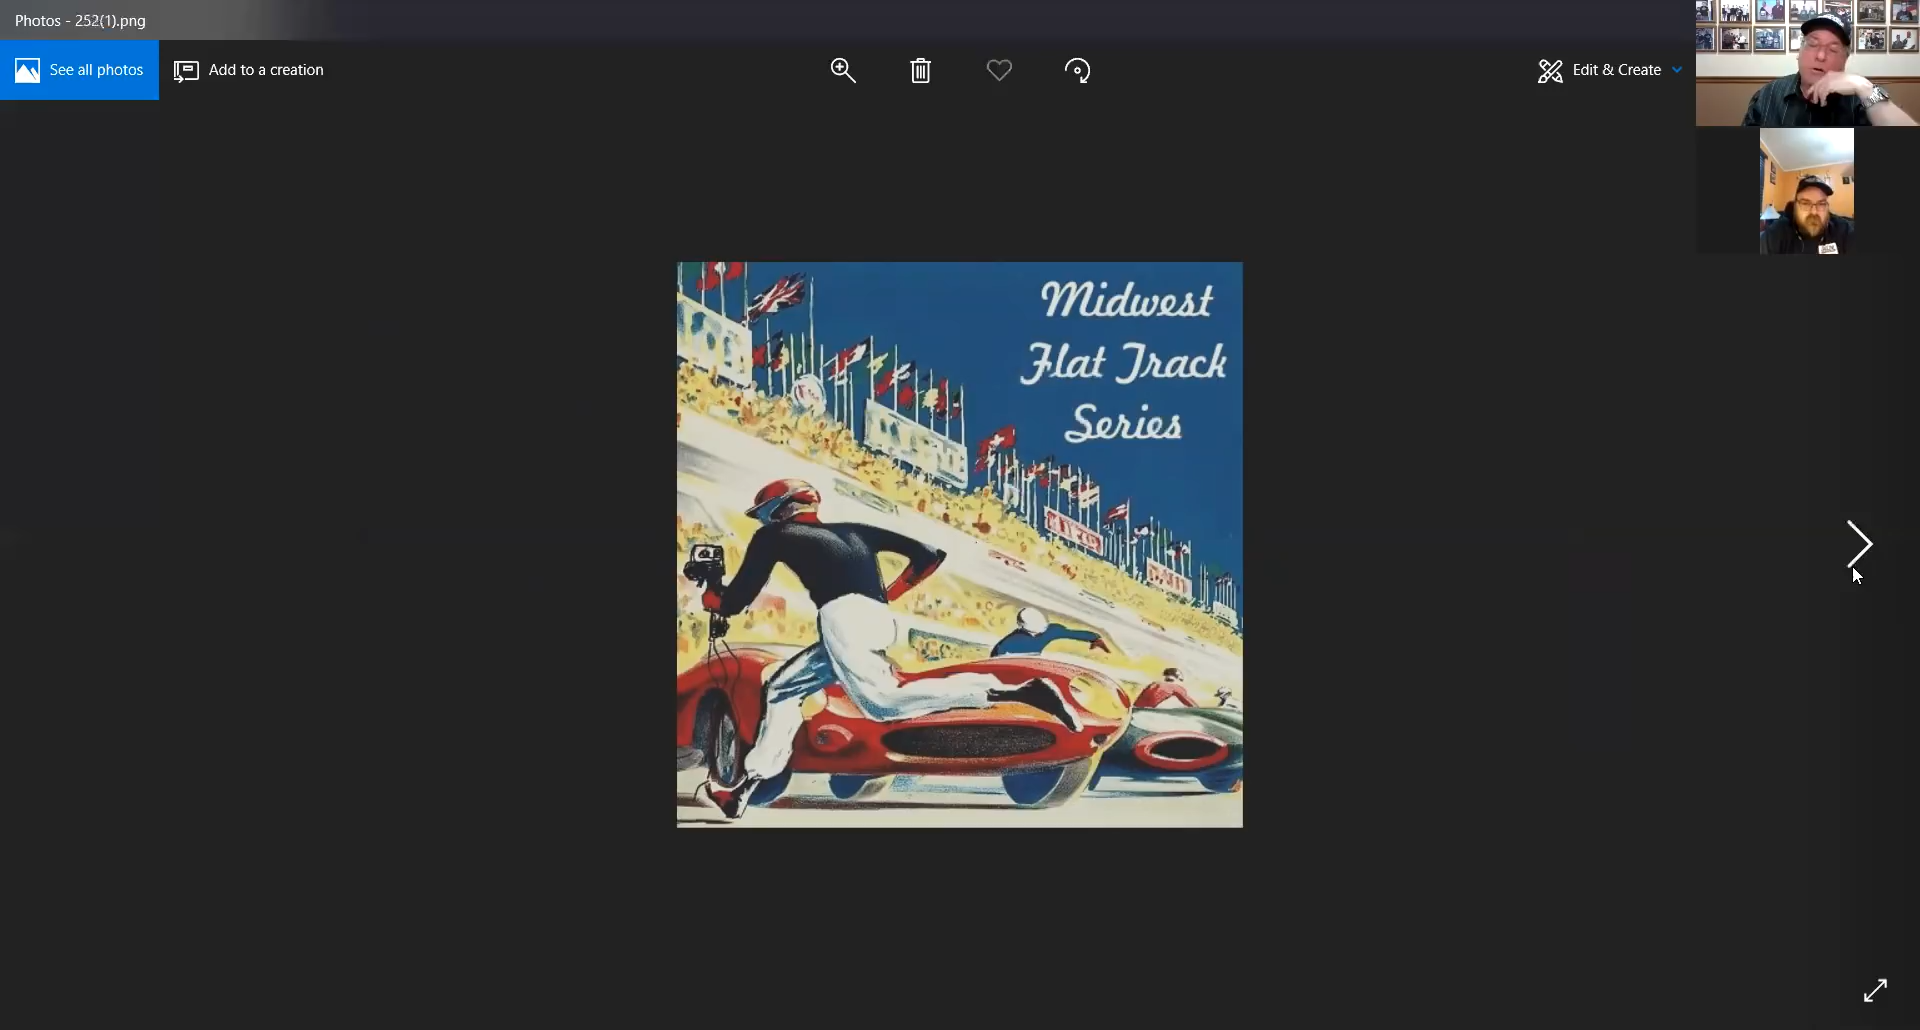 Photos - 252(1).png
See all photos
Add to a creation
Edit & Create
Midwest
Flat Track
Series